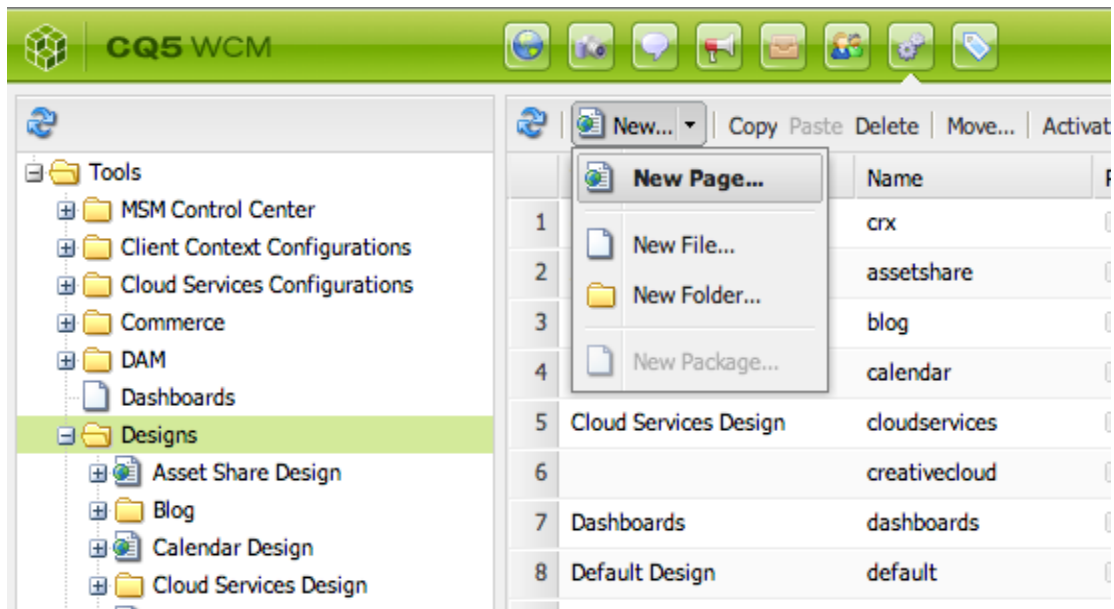 CQ5 WCM
Tools
MSM Control Center
Client Context Configurations
Cloud Services Configurations
Commerce
DAM
Dashboards
Designs
Asset Share Design
Blog
Calendar Design
Cloud Services Design
New... Copy Paste Delete Move... Activat
New Page...
New File...
New Folder...
New Package...
Name
1 crx
2 assetshare
3 blog
4 calendar
5 Cloud Services Design cloudservices
6 creativecloud
7 Dashboards dashboards
8 Default Design default